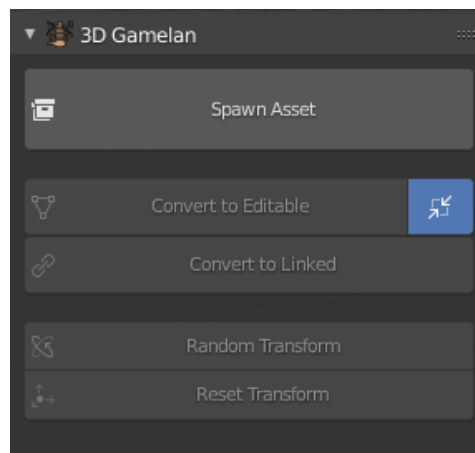 3D Gamelan
Spawn Asset
Convert to Editable
Convert to Linked
Random Transform
Reset Transform